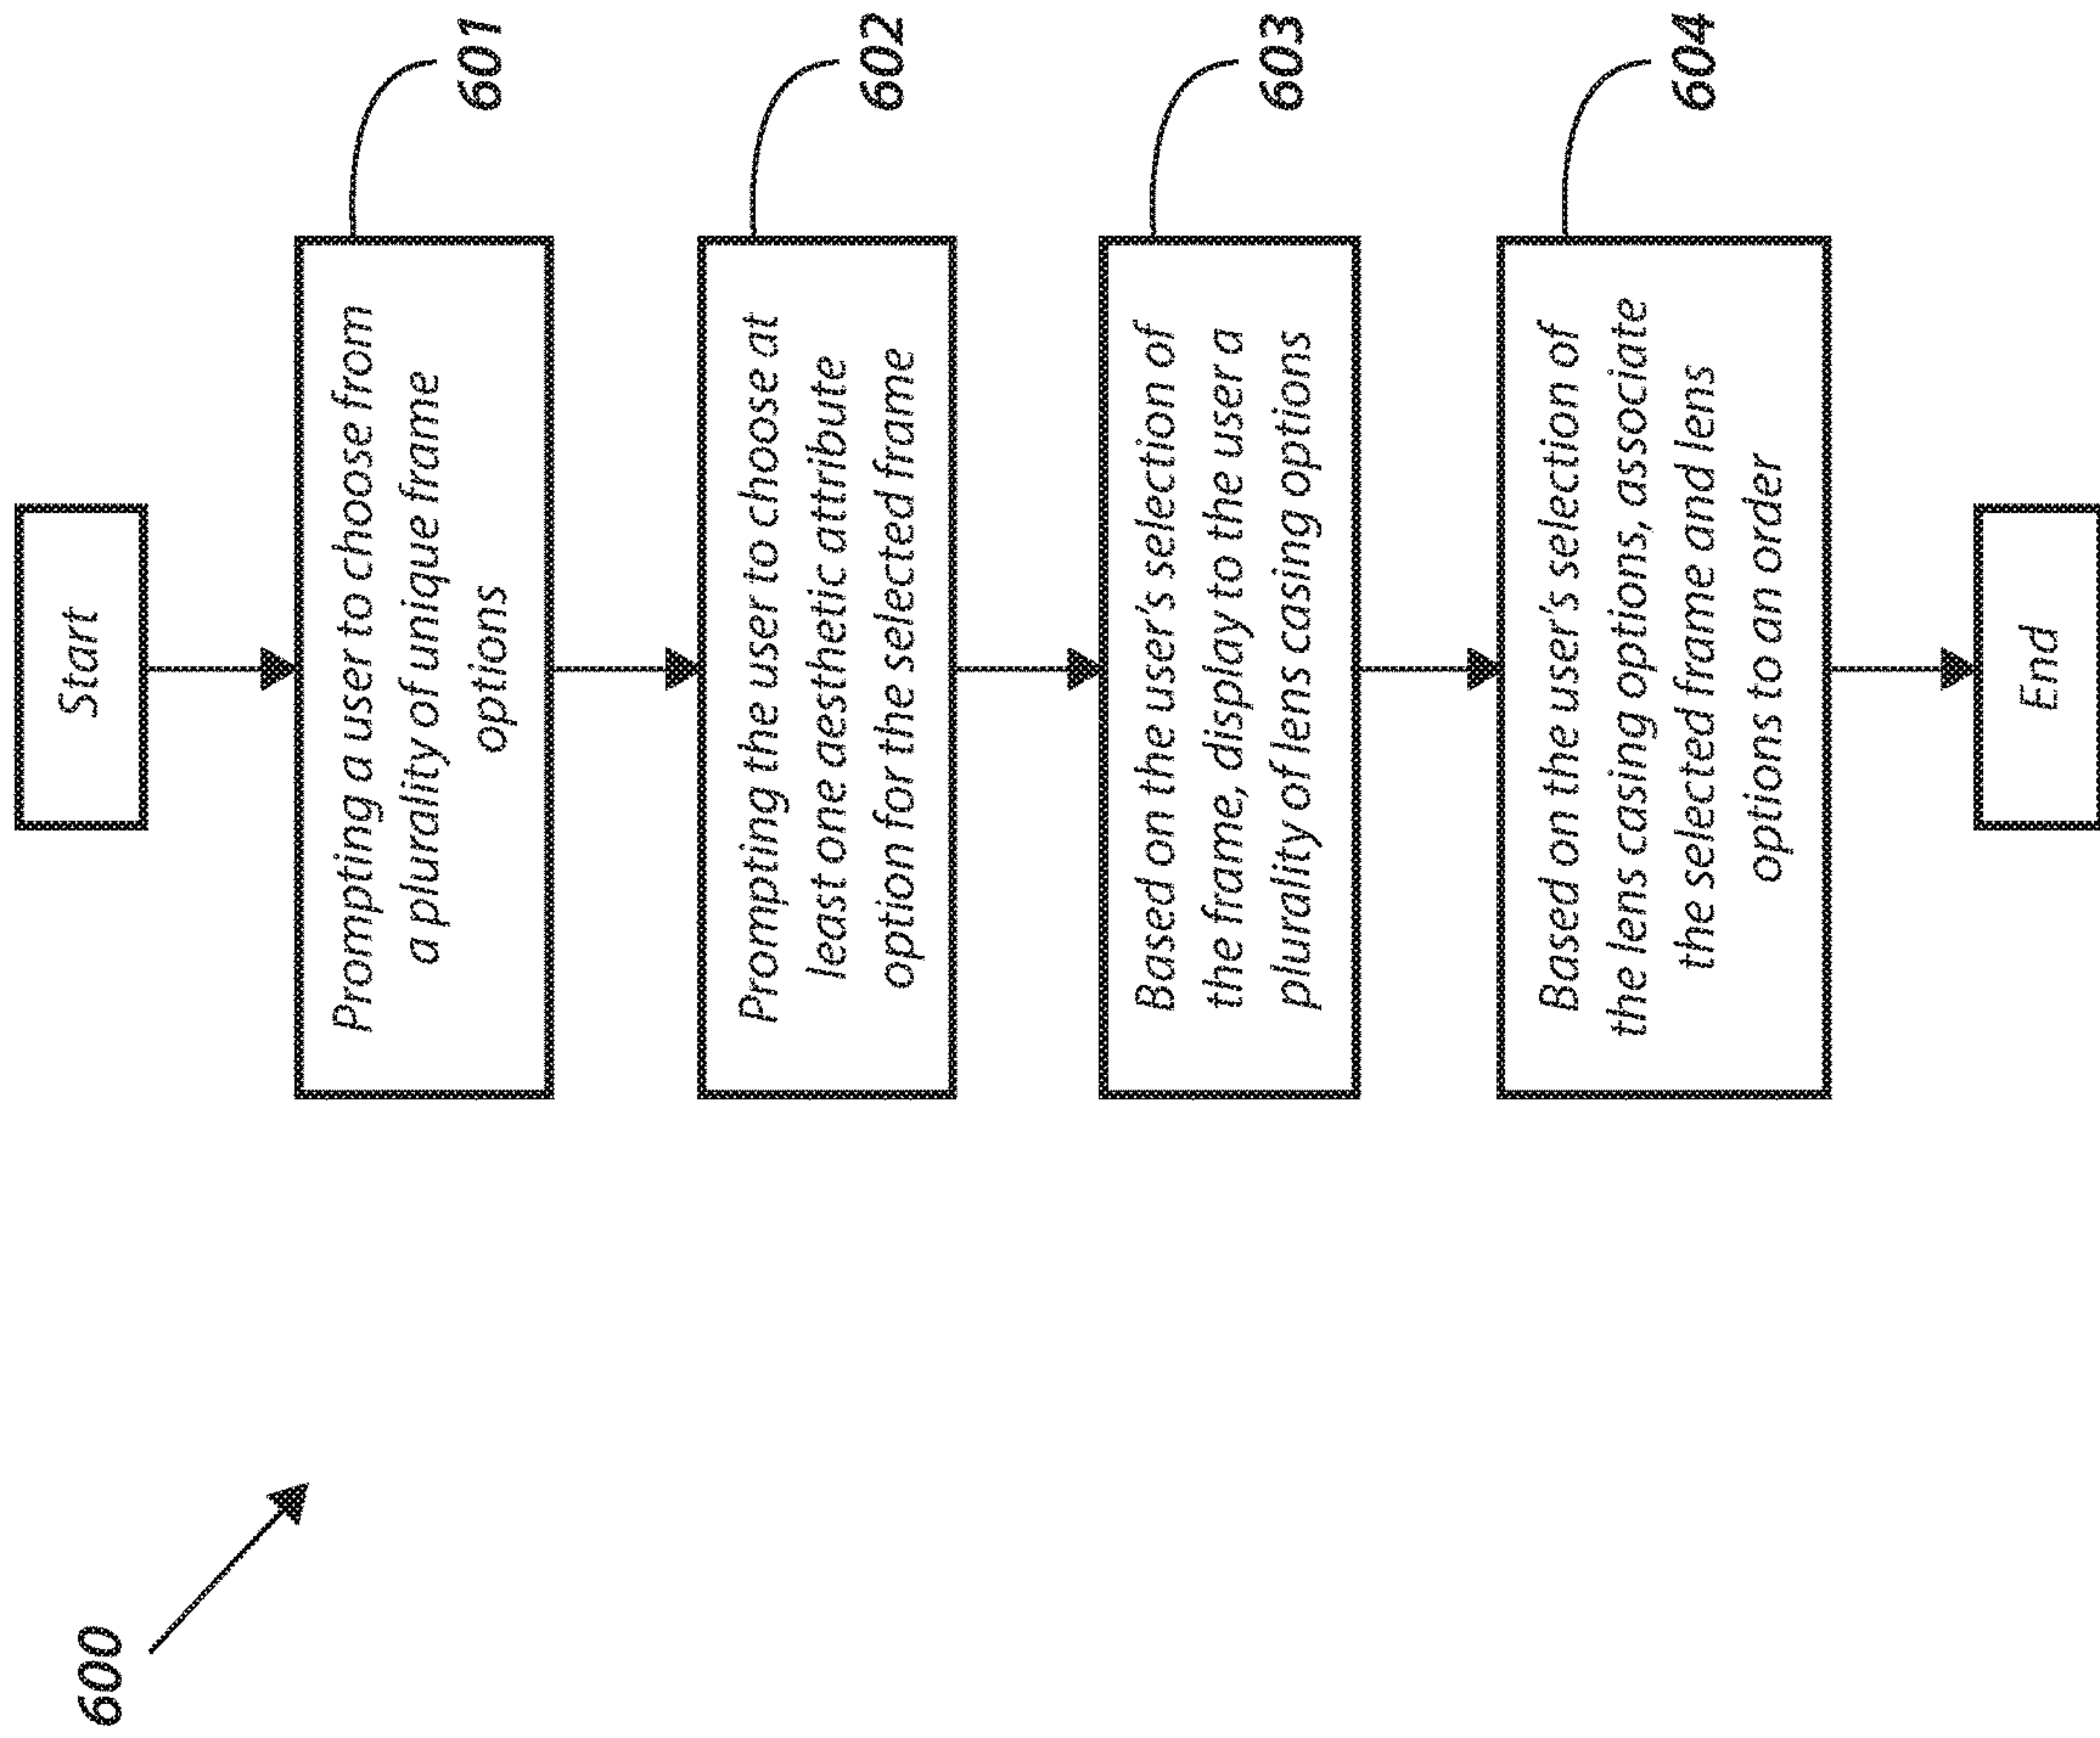 600
Start
Prompting a user to choose from
a plurality of unique frame
options
601
Prompting the user to choose at
least one aesthetic attribute
option for the selected frame
602
Based on the user's selection of
the frame, display to the user a
plurality of lens casing options
603
Based on the user's selection of
the lens casing options, associate
the selected frame and lens
options to an order
604
End